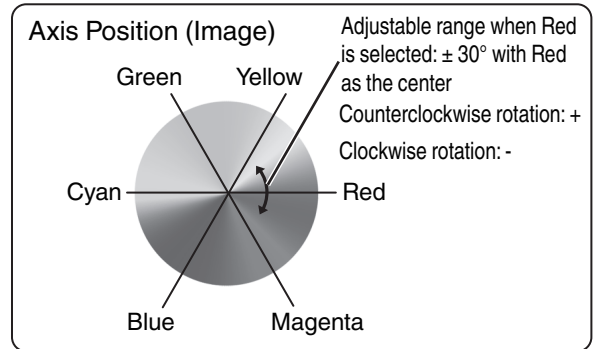 Axis Position (Image)
Adjustable range when Red
is selected: ± 30° with Red
as the center
Counterclockwise rotation: +
Clockwise rotation: -
Green
Yellow
Cyan
Red
Blue
Magenta